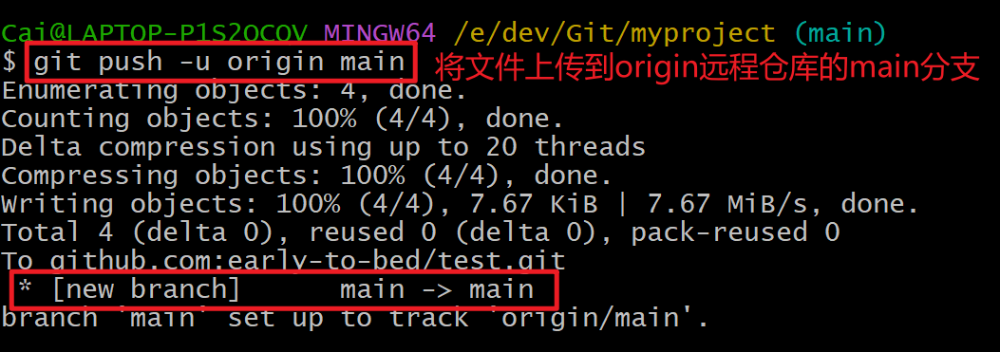 Cai@LAPTOP-P1S2OCOV MINGW64 /e/dev/Git/myproject (main)
$ git push -u origin main 将文件上传到origin远程仓库的main分支
Enumerating objects: 4, done.
Counting objects: 100% (4/4), done.
Delta compression using up to 20 threads
Compressing objects: 100% (4/4), done.
Writing objects: 100% (4/4), 7.67 KiB | 7.67 MiB/s, done.
Total 4 (delta 0), reused 0 (delta 0), pack-reused 0
To github.com:early-to-bed/test.git
 * [new branch]      main -> main
branch 'main' set up to track 'origin/main'.